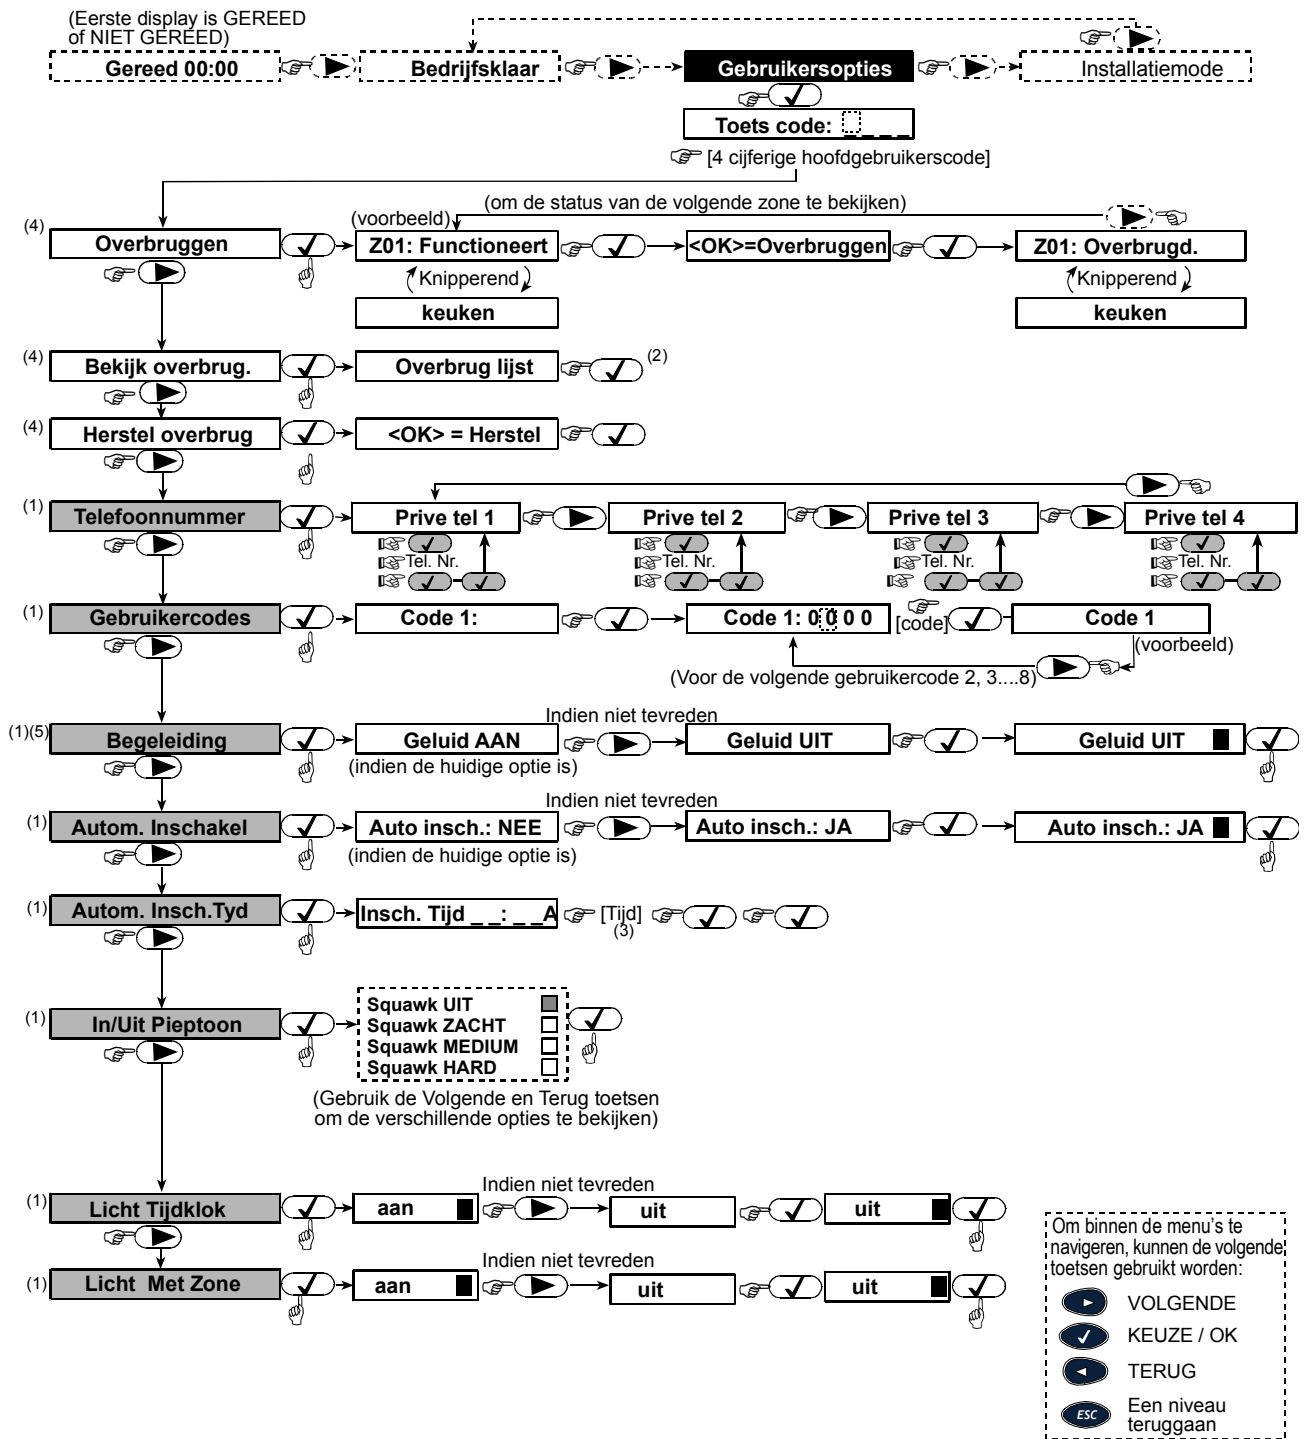 (Eerste display is GEREED
of NIET GEREED)
Gereed 00:00
Bedrijfsklaar
Gebruikersopties
Installatiemode
Toets code: _ _ _ _
[4 cijferige hoofdgebruikerscode]
(om de status van de volgende zone te bekijken)
(voorbeeld)
(4)
Overbruggen
Z01: Functioneert
<OK>=Overbruggen
Z01: Overbrugd.
Knipperend
Knipperend
keuken
keuken
(4)
Bekijk overbrug.
Overbrug lijst
(2)
(4)
Herstel overbrug
<OK> = Herstel
(1)
Telefoonnummer
Prive tel 1
Prive tel 2
Prive tel 3
Prive tel 4
Tel. Nr.
Tel. Nr.
Tel. Nr.
Tel. Nr.
(1)
Gebruikercodes
Code 1:
Code 1: 0 0 0 0
[code]
Code 1
(voorbeeld)
(Voor de volgende gebruikercode 2, 3....8)
Indien niet tevreden
(1)(5)
Begeleiding
Geluid AAN
Geluid UIT
Geluid UIT
(indien de huidige optie is)
Indien niet tevreden
(1)
Autom. Inschakel
Auto insch.: NEE
Auto insch.: JA
Auto insch.: JA
(indien de huidige optie is)
(1)
Autom. Insch.Tyd
Insch. Tijd _ _: _ _A
[Tijd]
(3)
(1)
In/Uit Pieptoon
Squawk UIT
Squawk ZACHT
Squawk MEDIUM
Squawk HARD
(Gebruik de Volgende en Terug toetsen
om de verschillende opties te bekijken)
Indien niet tevreden
(1)
Licht Tijdklok
aan
uit
uit
Indien niet tevreden
(1)
Licht Met Zone
aan
uit
uit
Om binnen de menu's te
navigeren, kunnen de volgende
toetsen gebruikt worden:
VOLGENDE
KEUZE / OK
TERUG
ESC
Een niveau
teruggaan